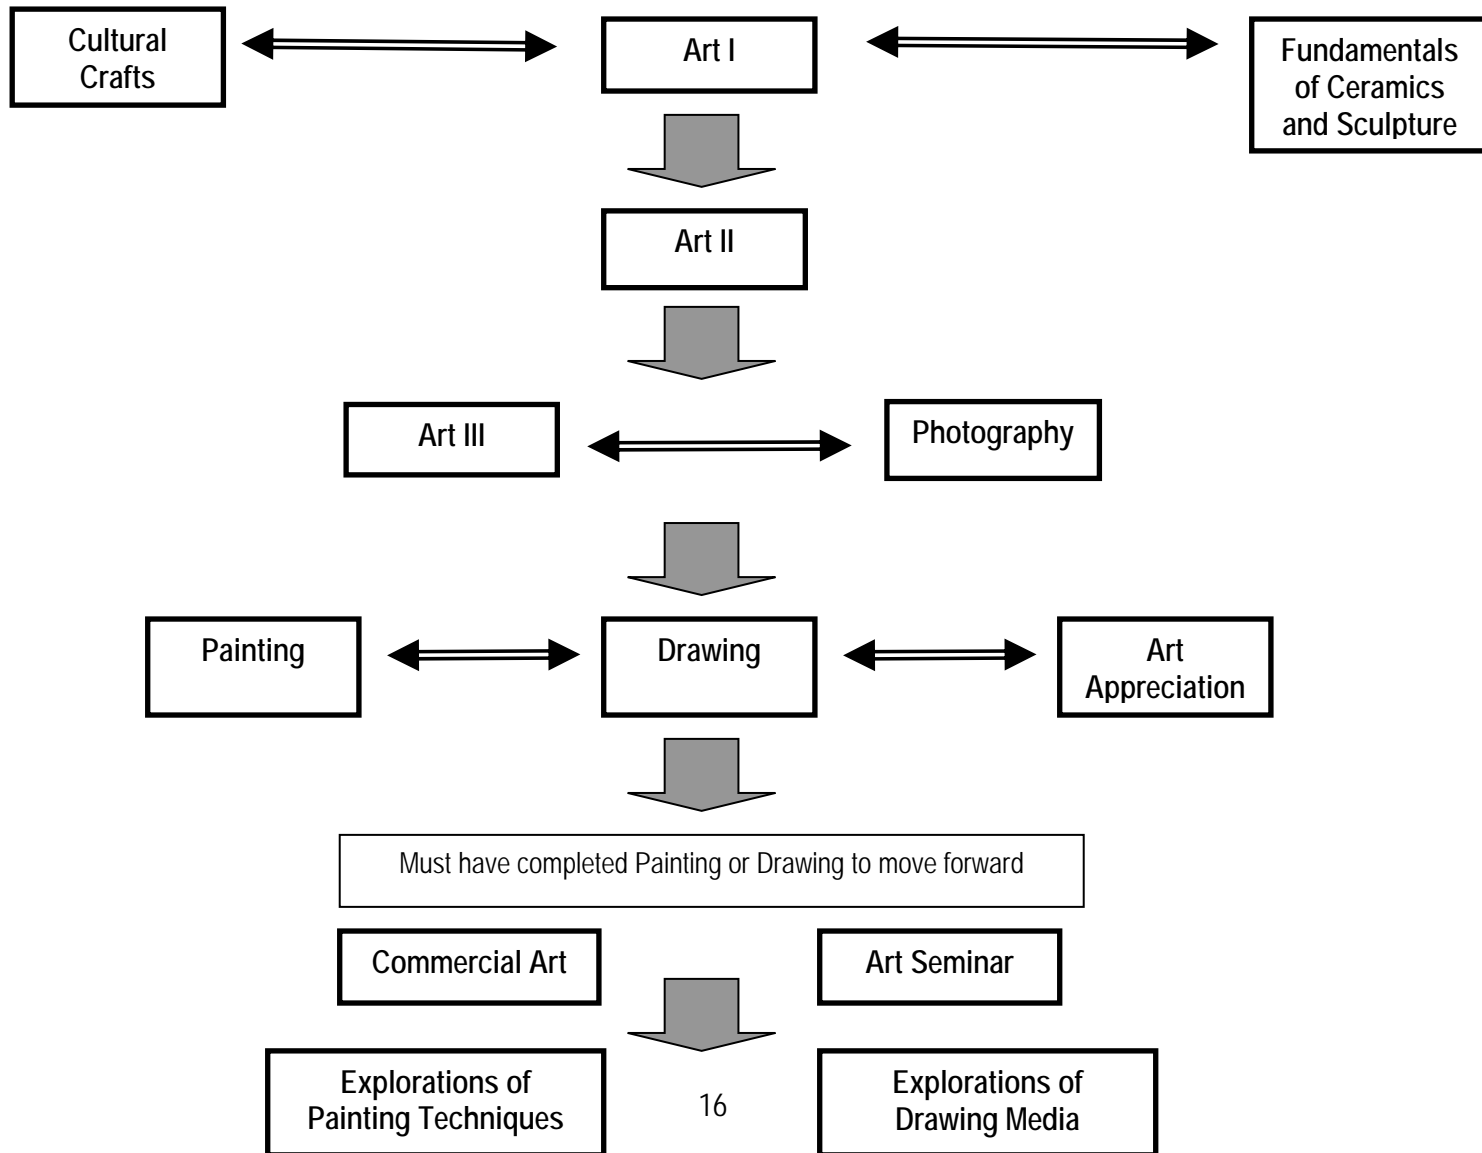 Cultural
Crafts
Art I
Fundamentals
of Ceramics
and Sculpture
Art II
Art III
Photography
Painting
Drawing
Art
Appreciation
Must have completed Painting or Drawing to move forward
Commercial Art
Art Seminar
Explorations of
Painting Techniques
16
Explorations of
Drawing Media